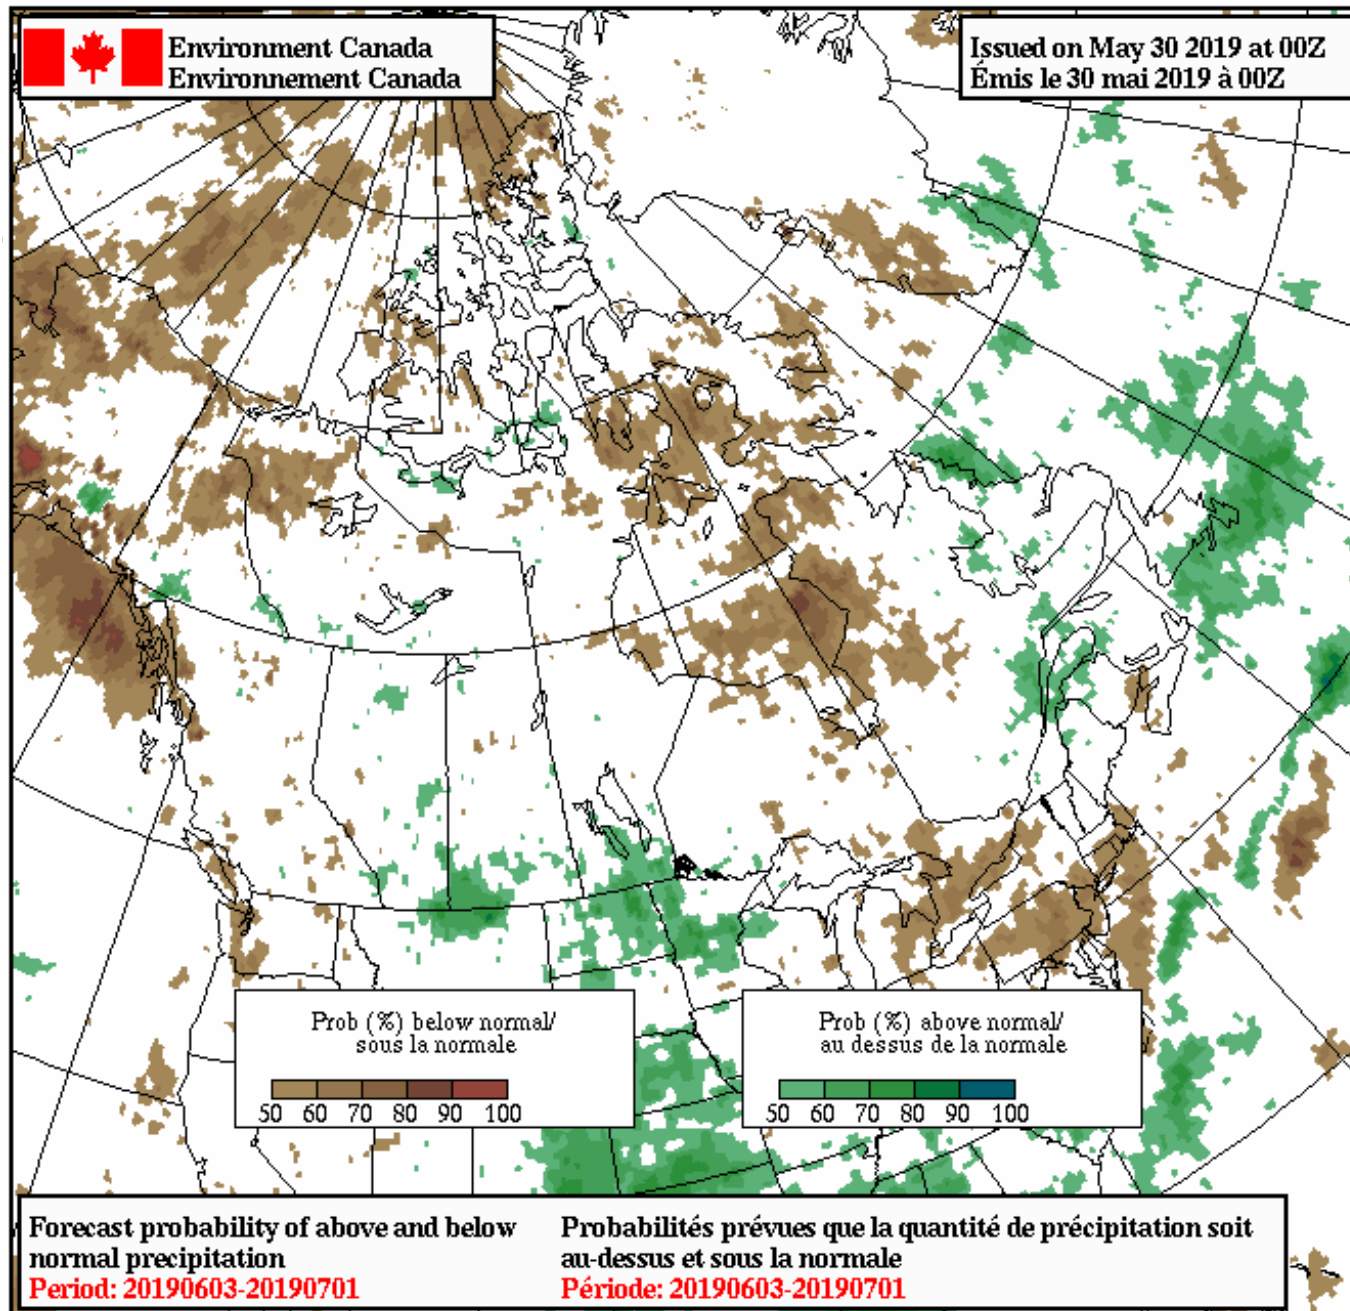 Environment Canada
Environnement Canada
Issued on May 30 2019 at 00Z
Émis le 30 mai 2019 à 00Z
Prob (%) below normal/
sous la normale
50 60 70 80 90 100
Prob (%) above normal/
au dessus de la normale
50 60 70 80 90 100
Forecast probability of above and below
normal precipitation
Period: 20190603-20190701
Probabilités prévues que la quantité de précipitation soit
au-dessus et sous la normale
Période: 20190603-20190701